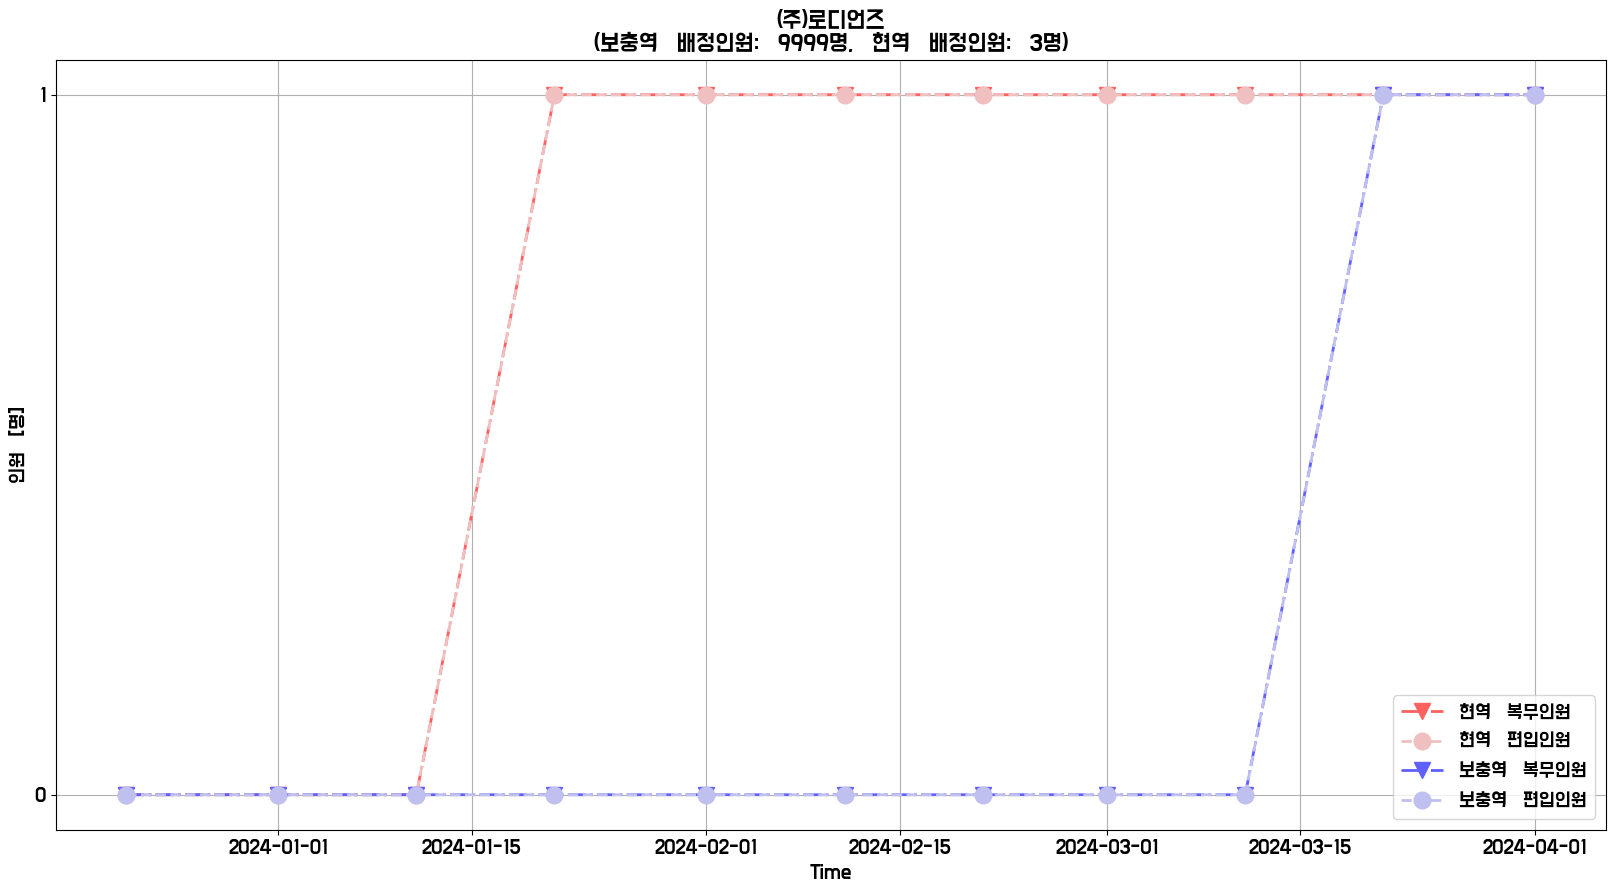 (주)로디언즈
(보충역 배정인원: 9999명, 현역 배정인원: 3명)
1
인원 [명]
0
현역 복무인원
현역 편입인원
보충역 복무인원
보충역 편입인원
2024-01-01 2024-01-15 2024-02-01 2024-02-15 2024-03-01 2024-03-15 2024-04-01
Time